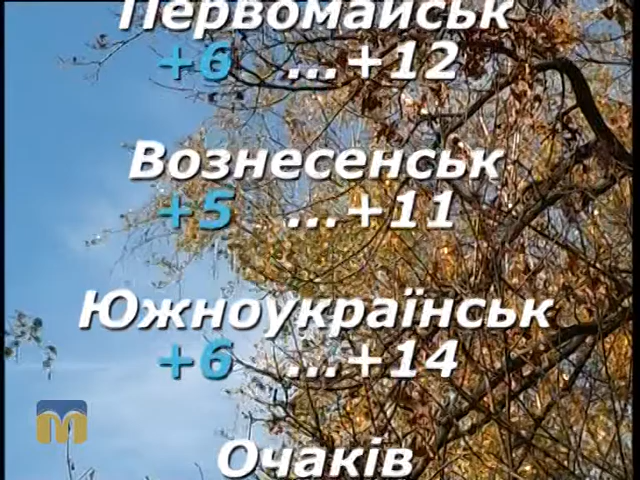 Первомайськ
+6 ...+12
Вознесенськ
+5 ...+11
Южноукраїнськ
+6 ...+14
Очаків
M